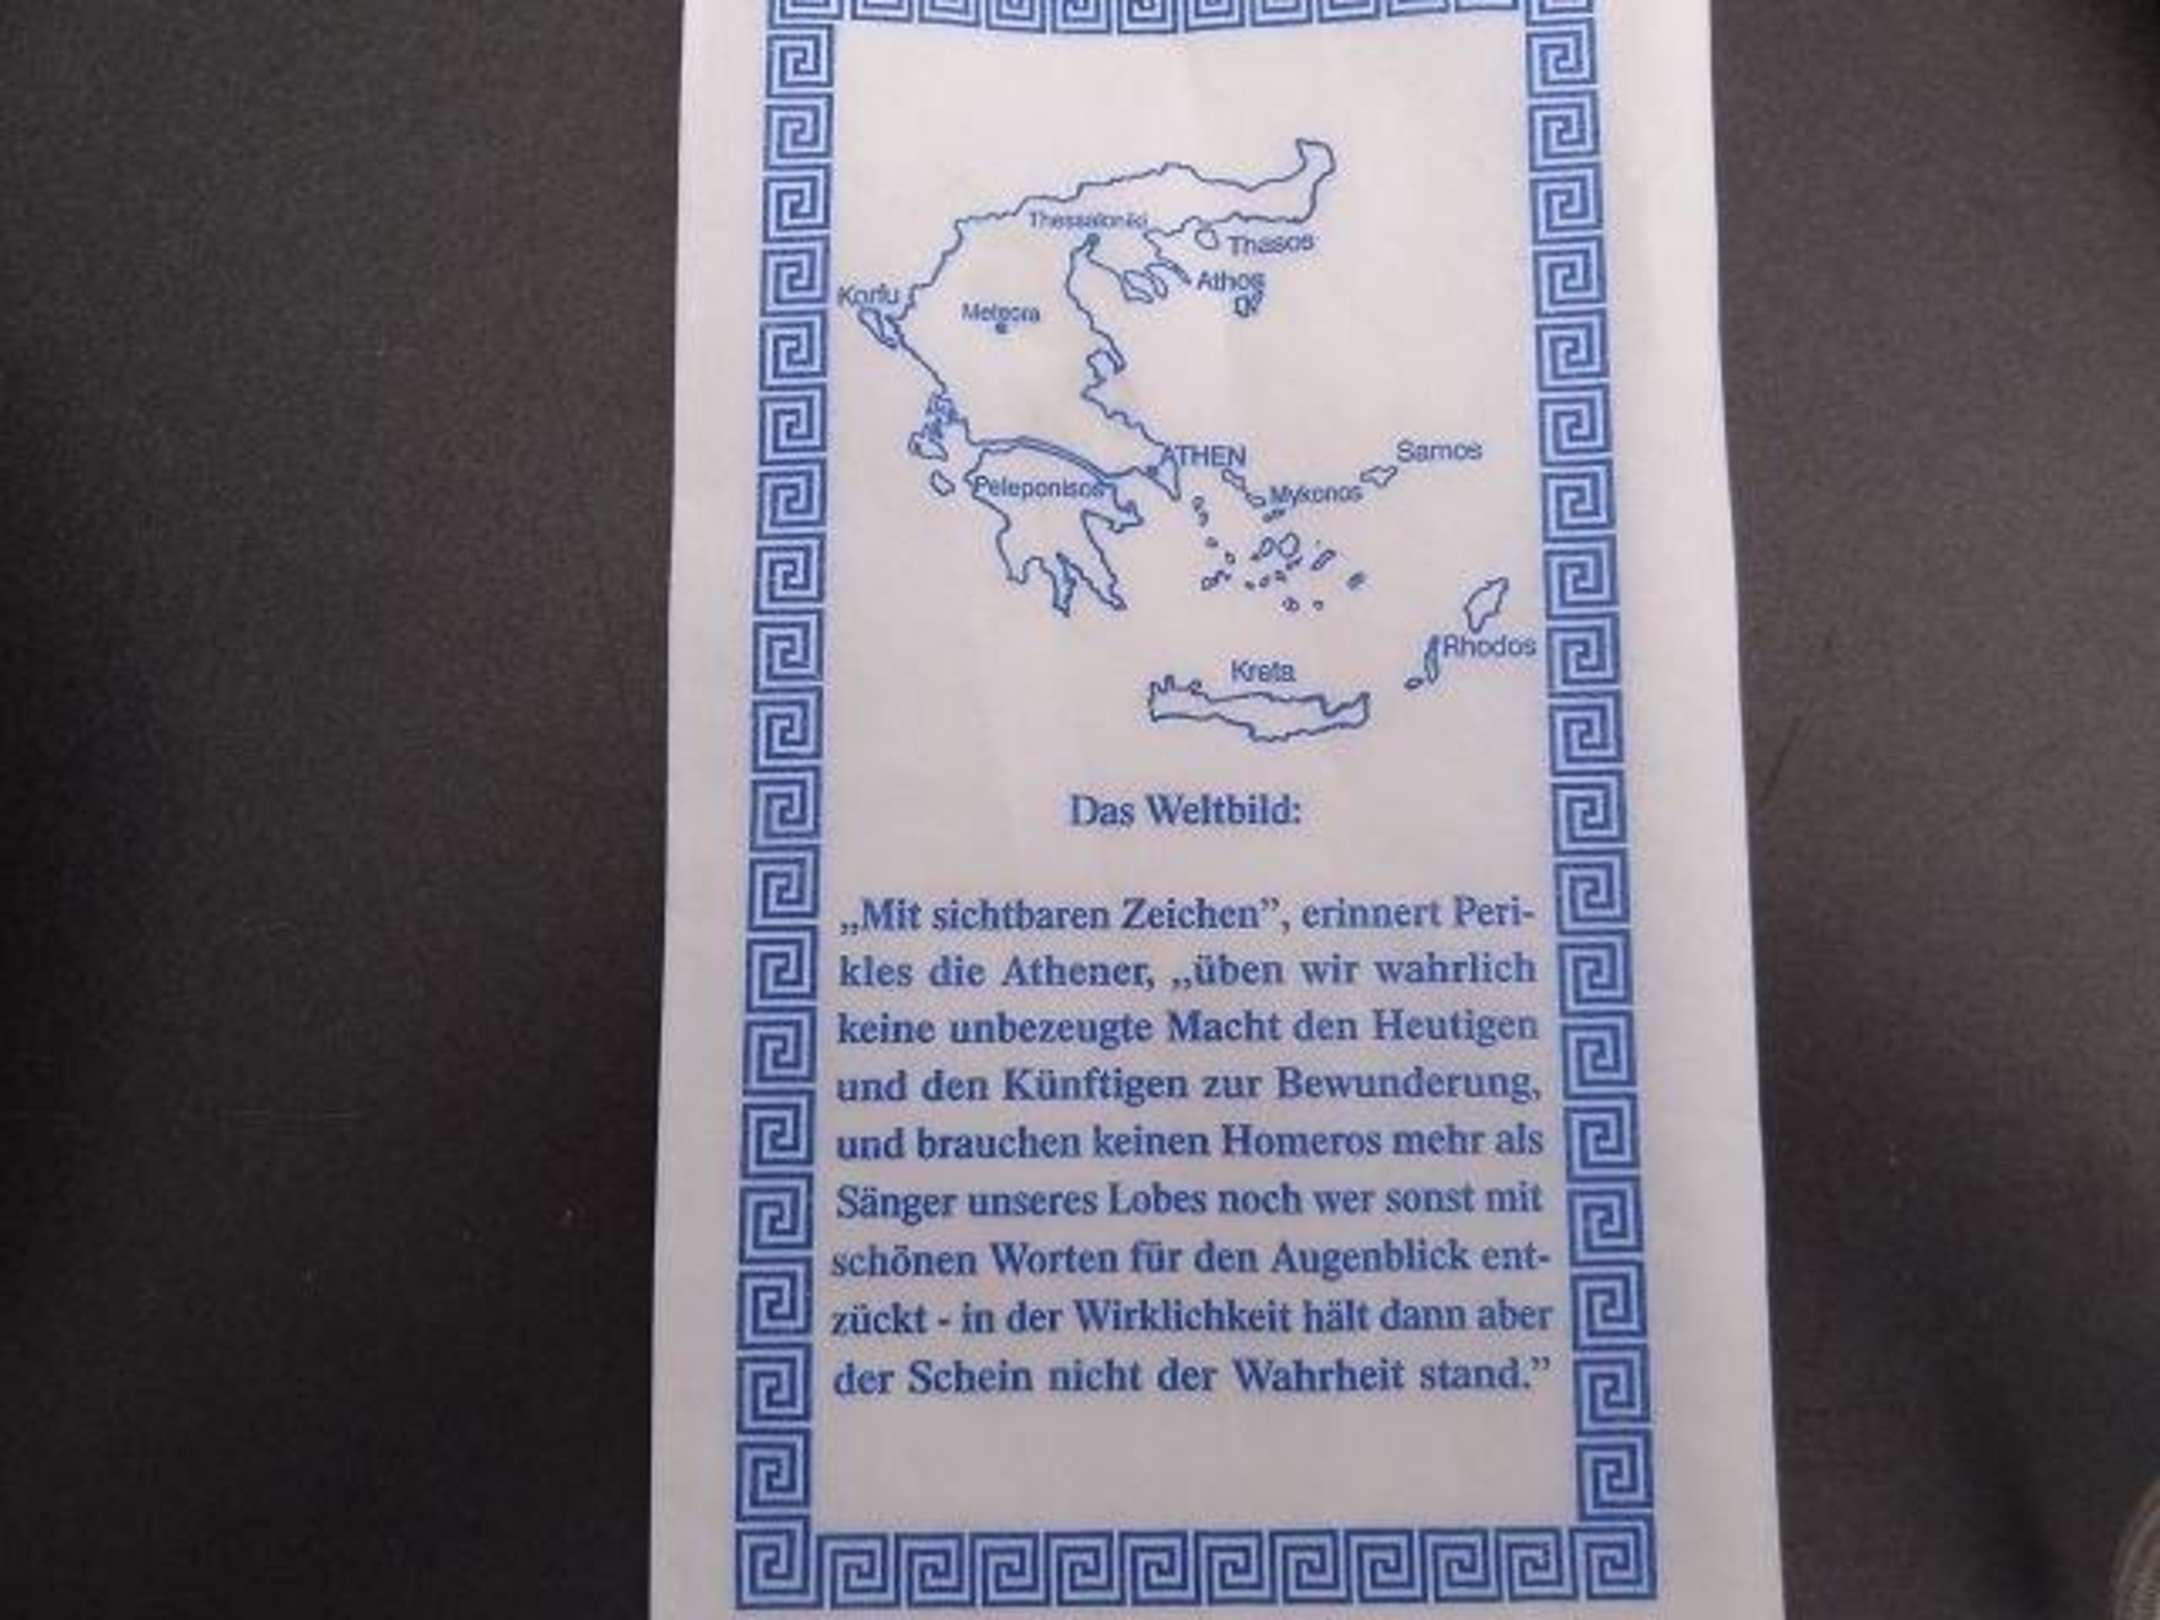 Thessaloniki
Thasos
Athos
Korfu
Meteora
ATHEN
Samos
Peleponisos
Mykonos
Rhodos
Kreta
Das Weltbild:
„Mit sichtbaren Zeichen”, erinnert Peri-
kles die Athener, „üben wir wahrlich
keine unbezeugte Macht den Heutigen
und den Künftigen zur Bewunderung,
und brauchen keinen Homeros mehr als
Sänger unseres Lobes noch wer sonst mit
schönen Worten für den Augenblick ent-
zückt - in der Wirklichkeit hält dann aber
der Schein nicht der Wahrheit stand.”